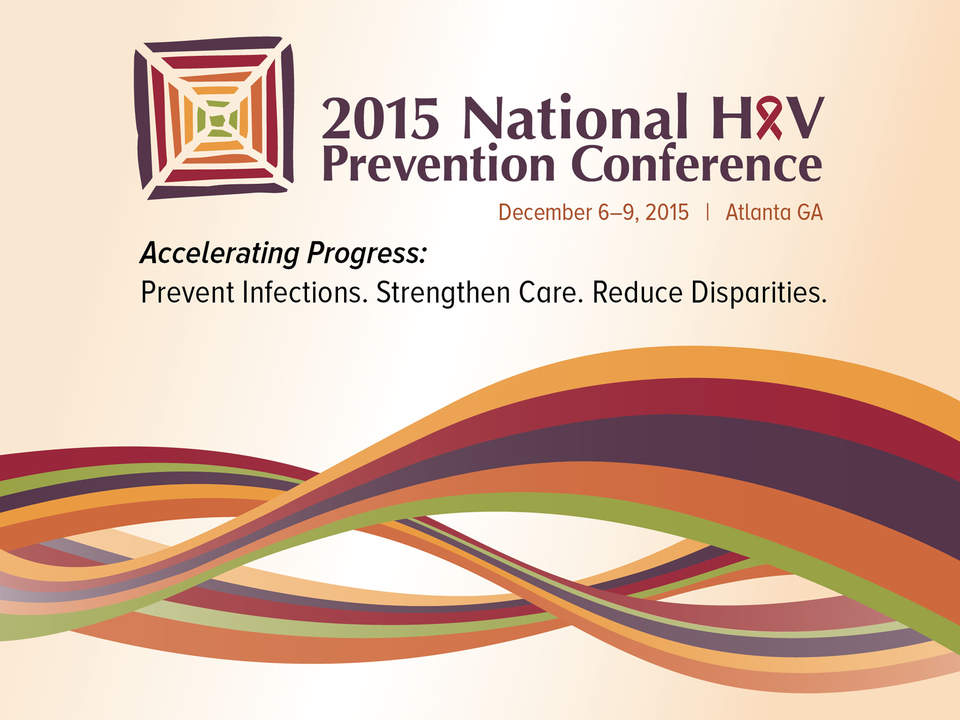 2015 National HIV
Prevention Conference
December 6–9, 2015 | Atlanta GA
Accelerating Progress:
Prevent Infections. Strengthen Care. Reduce Disparities.